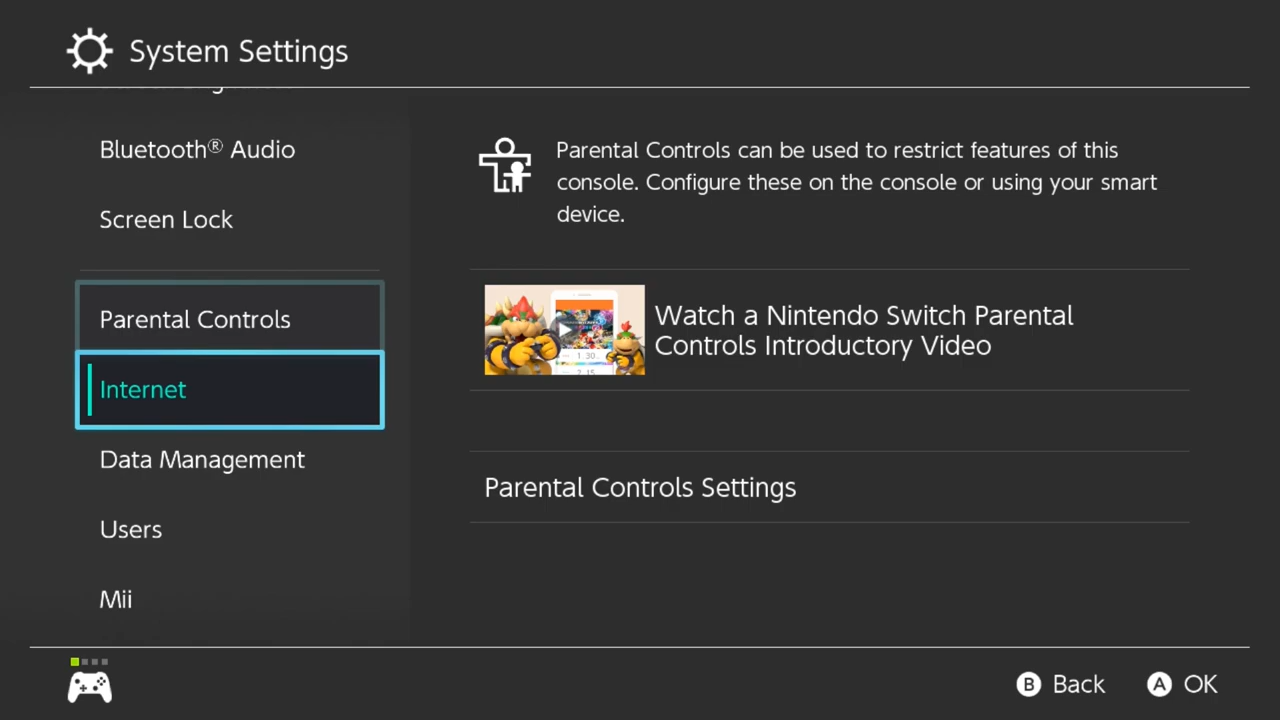 System Settings
Bluetooth® Audio
Screen Lock
Parental Controls
Internet
Data Management
Users
Mii
Parental Controls can be used to restrict features of this
console. Configure these on the console or using your smart
device.
Watch a Nintendo Switch Parental
Controls Introductory Video
Parental Controls Settings
B Back
A OK